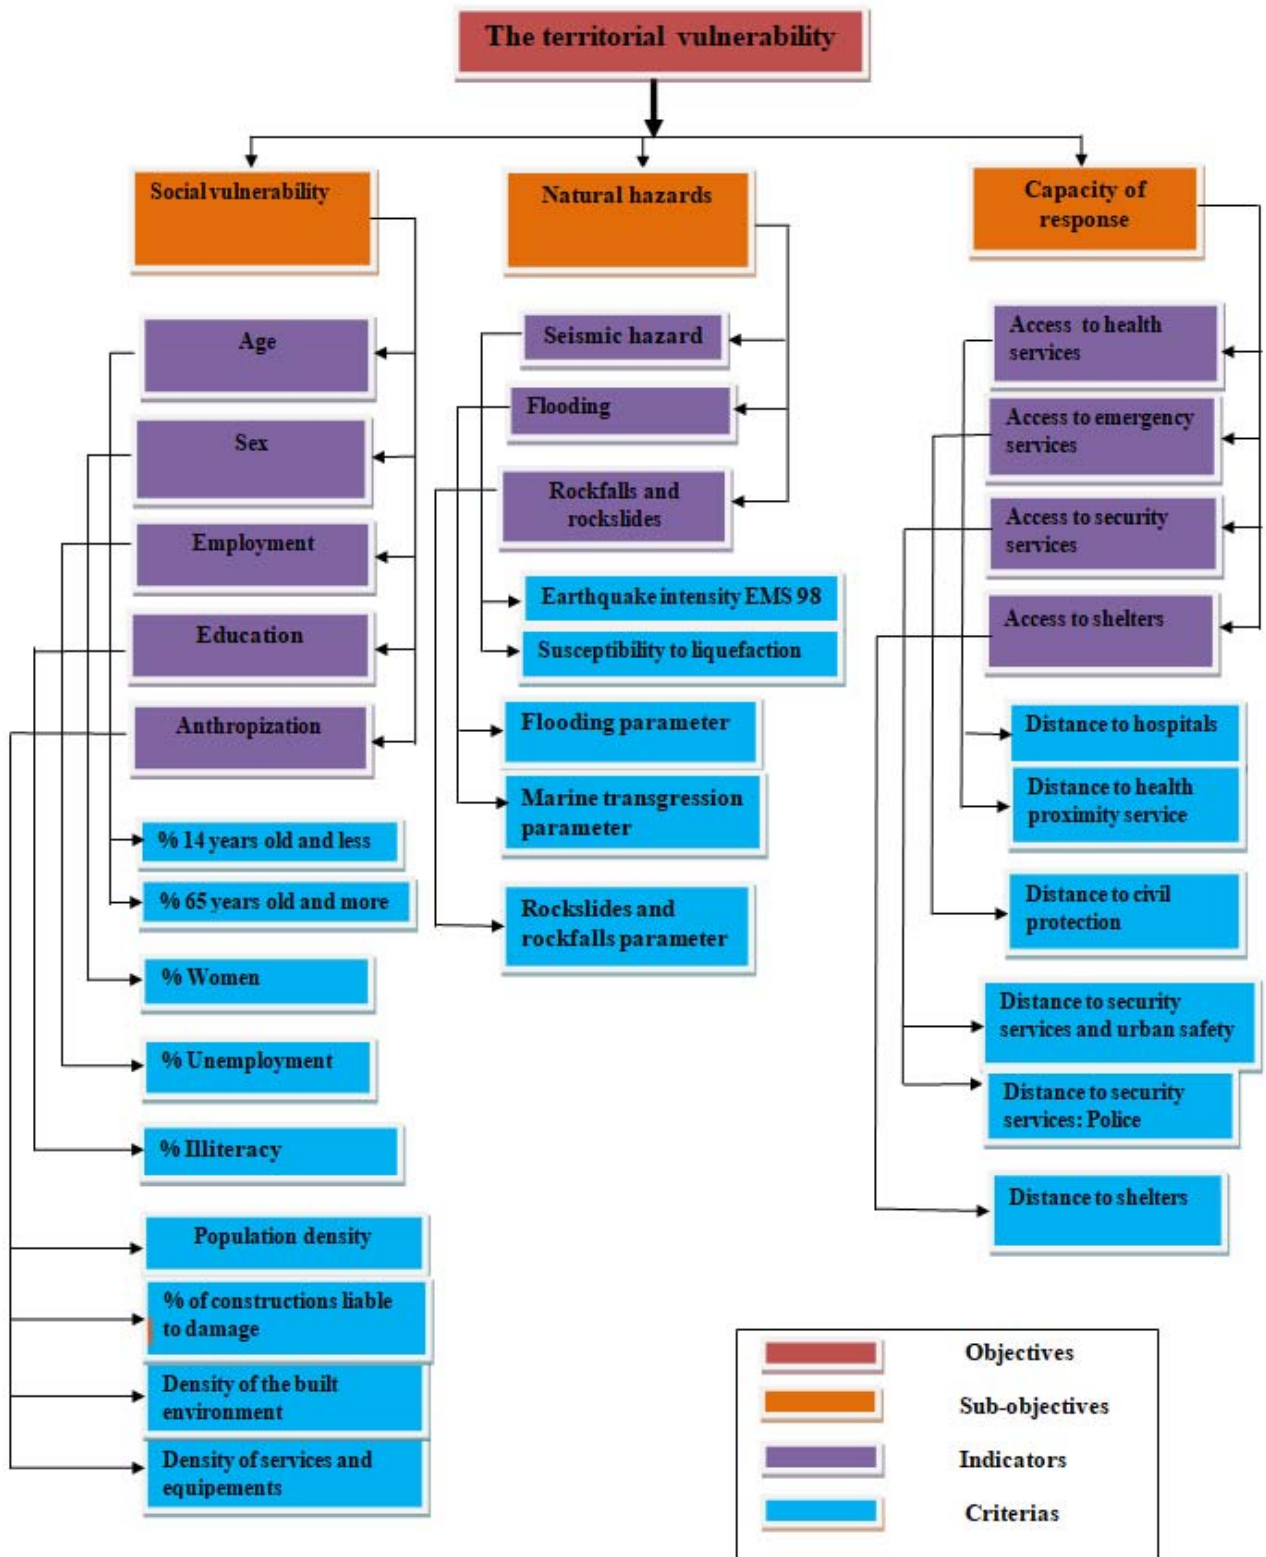 The territorial vulnerability
Social vulnerability
Natural hazards
Capacity of
response
Age
Sex
Employment
Education
Anthropization
% 14 years old and less
% 65 years old and more
% Women
% Unemployment
% Illiteracy
Population density
% of constructions liable
to damage
Density of the built
environment
Density of services and
equipements
Seismic hazard
Flooding
Rockfalls and
rockslides
Earthquake intensity EMS 98
Susceptibility to liquefaction
Flooding parameter
Marine transgression
parameter
Rockslides and
rockfalls parameter
Access to health
services
Access to emergency
services
Access to security
services
Access to shelters
Distance to hospitals
Distance to health
proximity service
Distance to civil
protection
Distance to security
services and urban safety
Distance to security
services: Police
Distance to shelters
Objectives
Sub-objectives
Indicators
Criterias